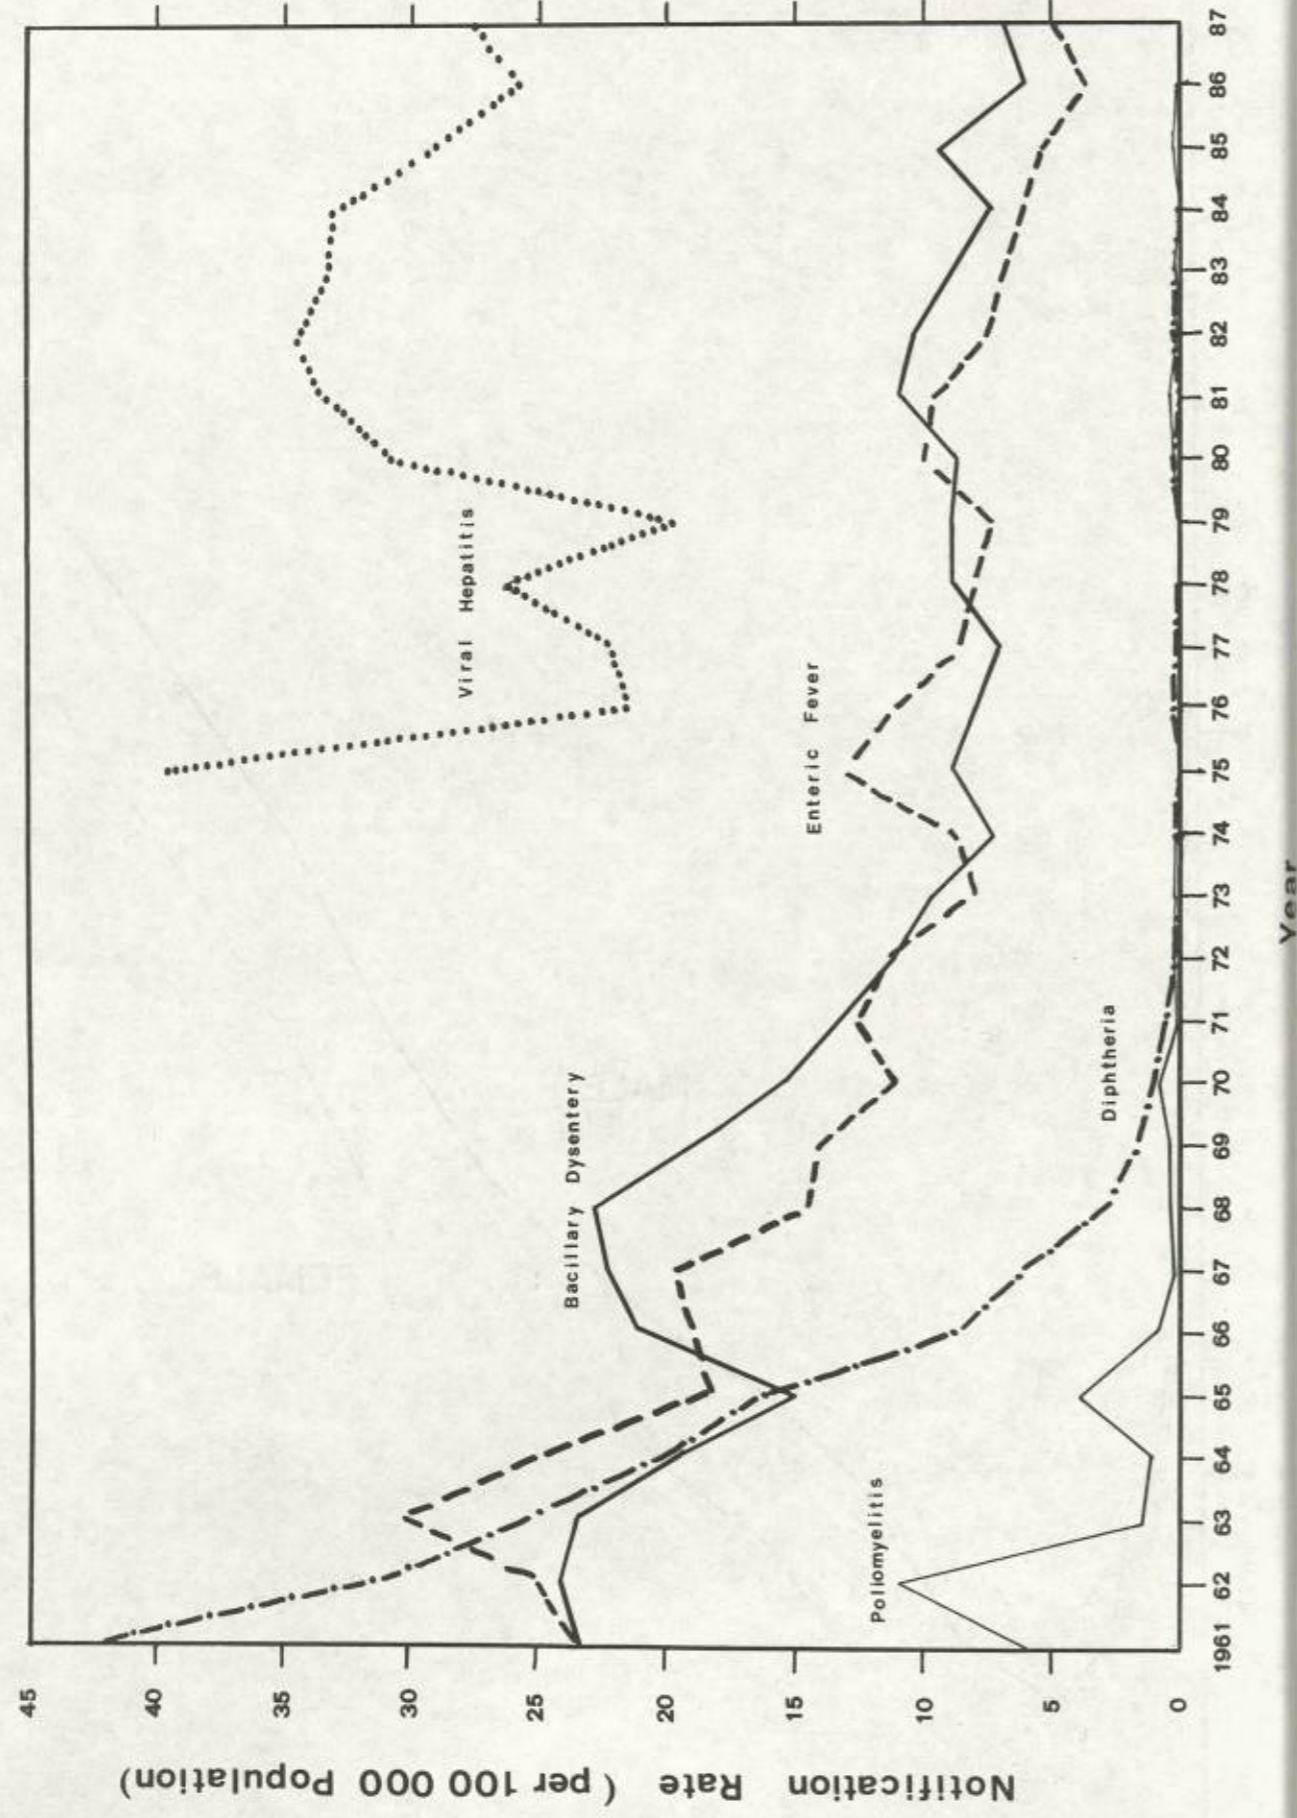 Notification Rate ( per 100 000 Population)
45
40
35
30
25
20
15
10
5
0
Viral Hepatitis
Enteric Fever
Bacillary Dysentery
Diphtheria
Poliomyelitis
1961 62 63 64 65 66 67 68 69 70 71 72 73 74 75 76 77 78 79 80 81 82 83 84 85 86 87
Year